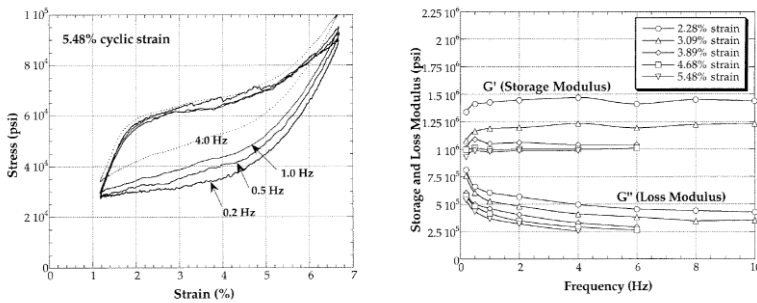 5.48% cyclic strain
1 10⁵
8 10⁴
6 10⁴
4 10⁴
2 10⁴
0
Stress (psi)
4.0 Hz
1.0 Hz
0.5 Hz
0.2 Hz
0 1 2 3 4 5 6 7
Strain (%)
2.25 10⁶
1.75 10⁶
1.5 10⁶
1.25 10⁶
1 10⁶
7.5 10⁵
5 10⁵
2.5 10⁵
Storage and Loss Modulus (psi)
2.28% strain
3.09% strain
3.89% strain
4.68% strain
5.48% strain
G' (Storage Modulus)
G" (Loss Modulus)
0 2 4 6 8 10
Frequency (Hz)